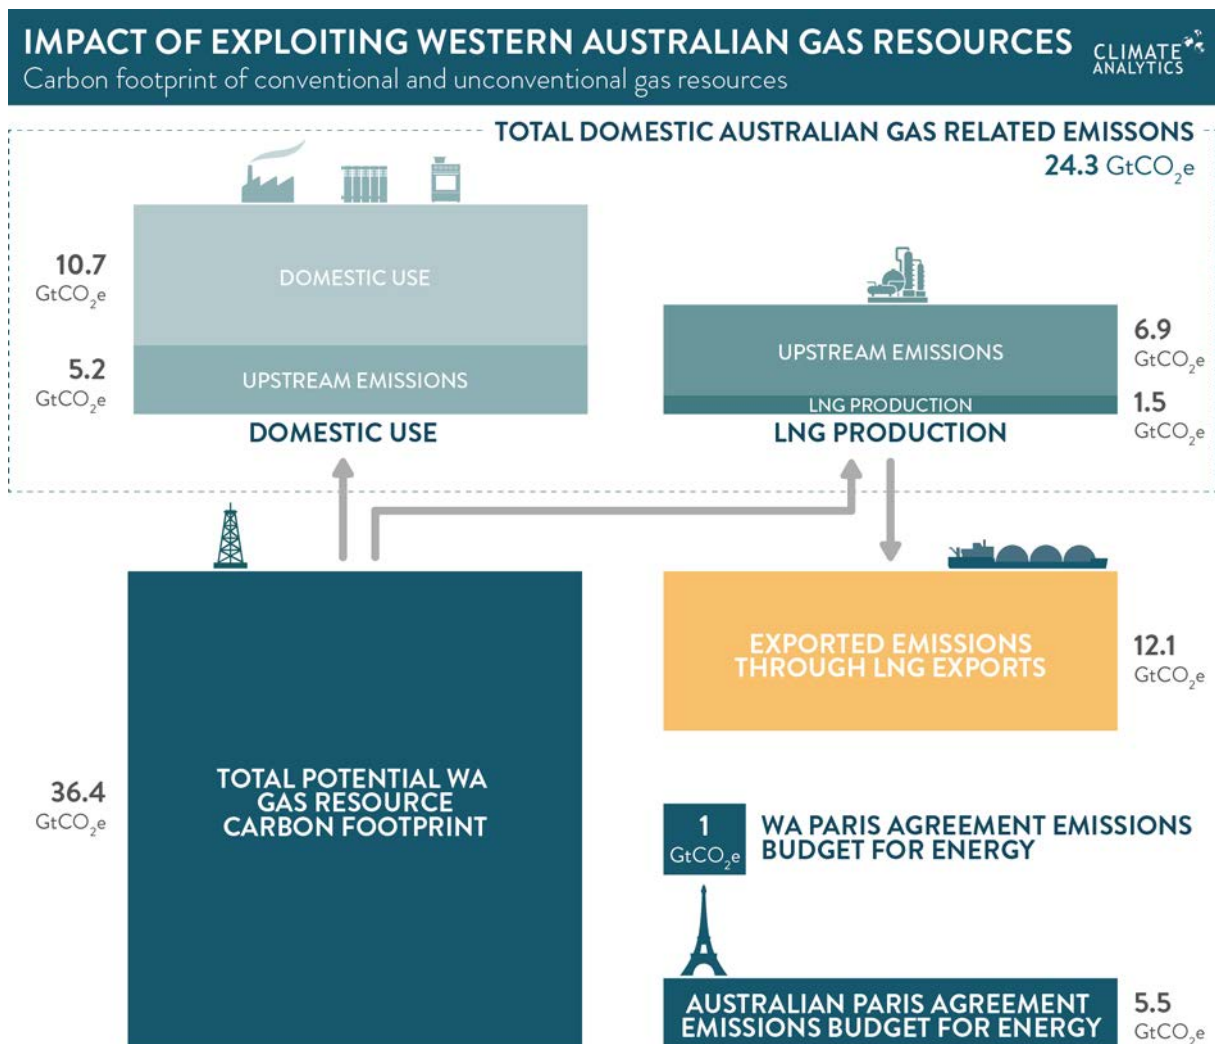 IMPACT OF EXPLOITING WESTERN AUSTRALIAN GAS RESOURCES
Carbon footprint of conventional and unconventional gas resources
CLIMATE
ANALYTICS
TOTAL DOMESTIC AUSTRALIAN GAS RELATED EMISSONS
24.3 GtCO₂e
10.7
GtCO₂e
DOMESTIC USE
5.2
GtCO₂e
UPSTREAM EMISSIONS
DOMESTIC USE
UPSTREAM EMISSIONS
6.9
GtCO₂e
LNG PRODUCTION
1.5
GtCO₂e
LNG PRODUCTION
36.4
GtCO₂e
TOTAL POTENTIAL WA
GAS RESOURCE
CARBON FOOTPRINT
EXPORTED EMISSIONS
THROUGH LNG EXPORTS
12.1
GtCO₂e
1
GtCO₂e
WA PARIS AGREEMENT EMISSIONS
BUDGET FOR ENERGY
AUSTRALIAN PARIS AGREEMENT
EMISSIONS BUDGET FOR ENERGY
5.5
GtCO₂e